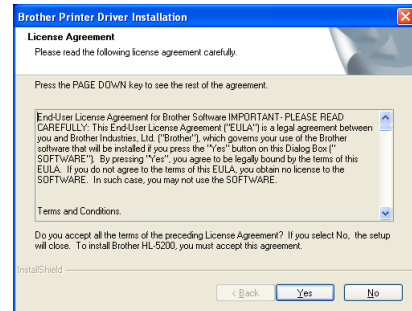 Brother Printer Driver Installation
License Agreement
Please read the following license agreement carefully.
Press the PAGE DOWN key to see the rest of the agreement.
End-User License Agreement for Brother Software IMPORTANT- PLEASE READ
CAREFULLY: This End-User License Agreement ("EULA") is a legal agreement between
you and Brother Industries, Ltd. ("Brother"), which governs your use of the Brother
software that will be installed if you press the "Yes" button on this Dialog Box ("
SOFTWARE"). By pressing "Yes", you agree to be legally bound by the terms of this
EULA. If you do not agree to the terms of this EULA, you obtain no license to the
SOFTWARE. In such case, you may not use the SOFTWARE.
Terms and Conditions.
Do you accept all the terms of the preceding License Agreement? If you select No, the setup
will close. To install Brother HL-5200, you must accept this agreement.
InstallShield
< Back Yes No